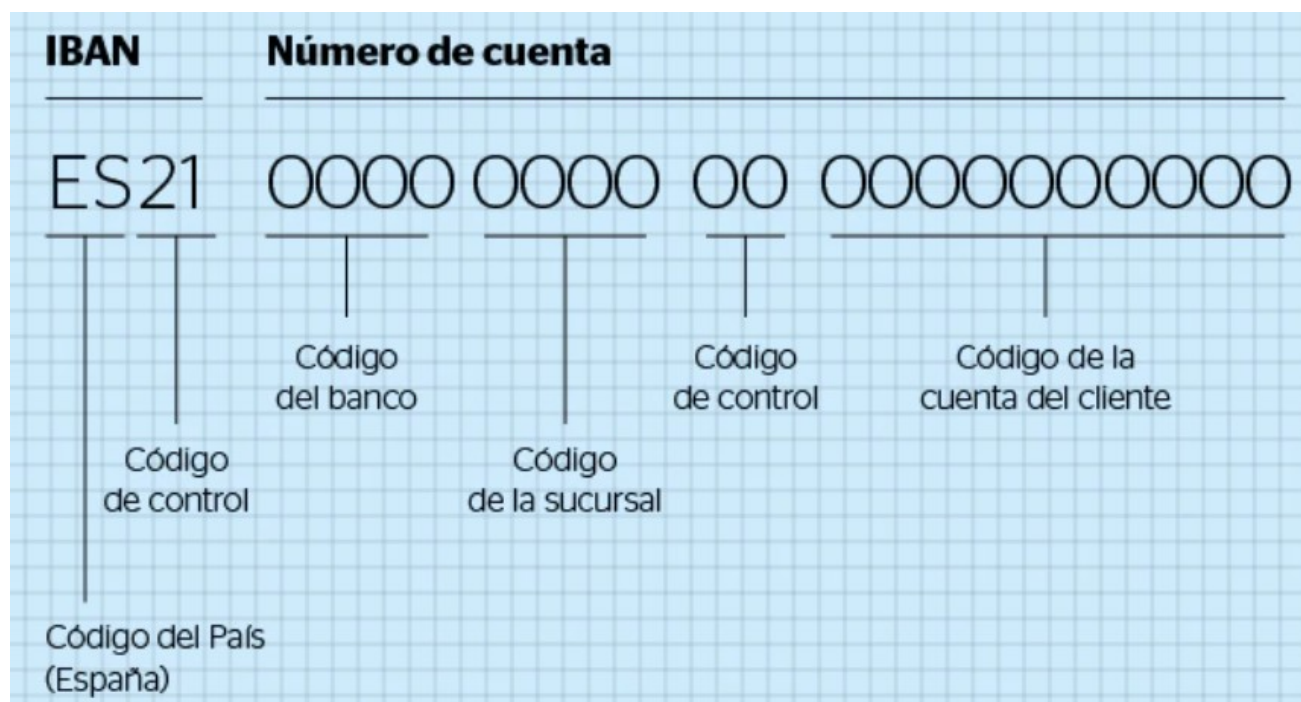 IBAN Número de cuenta
ES21 0000 0000 00 0000000000
Código
del banco
Código
de control
Código de la
cuenta del cliente
Código
de control
Código
de la sucursal
Código del País
(España)